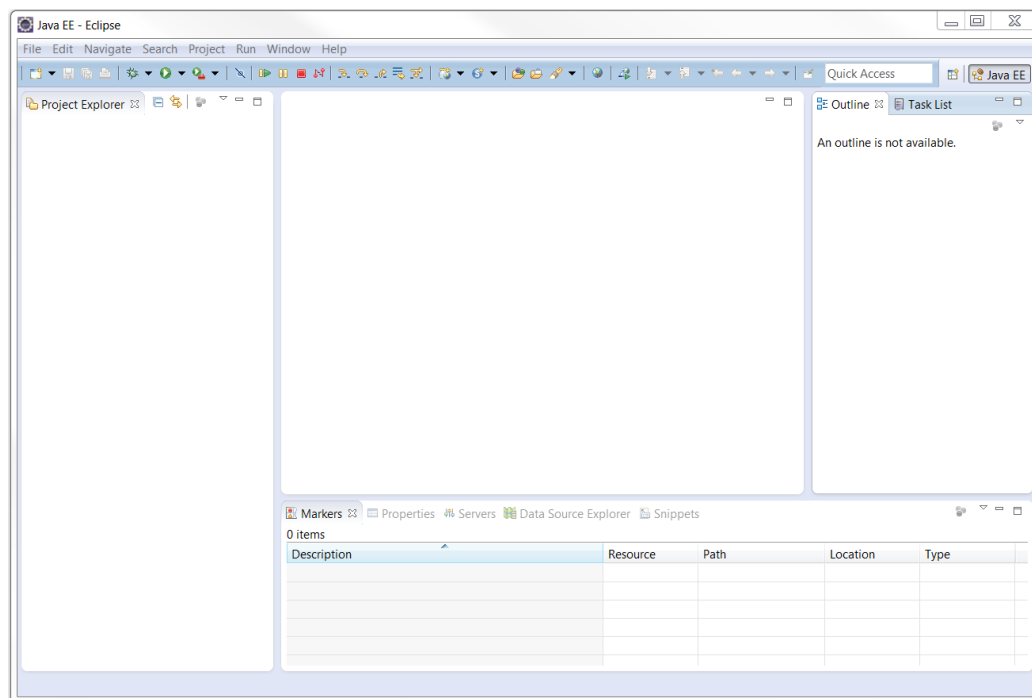 Java EE - Eclipse
File Edit Navigate Search Project Run Window Help
Quick Access
Java EE
Project Explorer
Outline
Task List
An outline is not available.
Markers
Properties
Servers
Data Source Explorer
Snippets
0 items
Description
Resource
Path
Location
Type